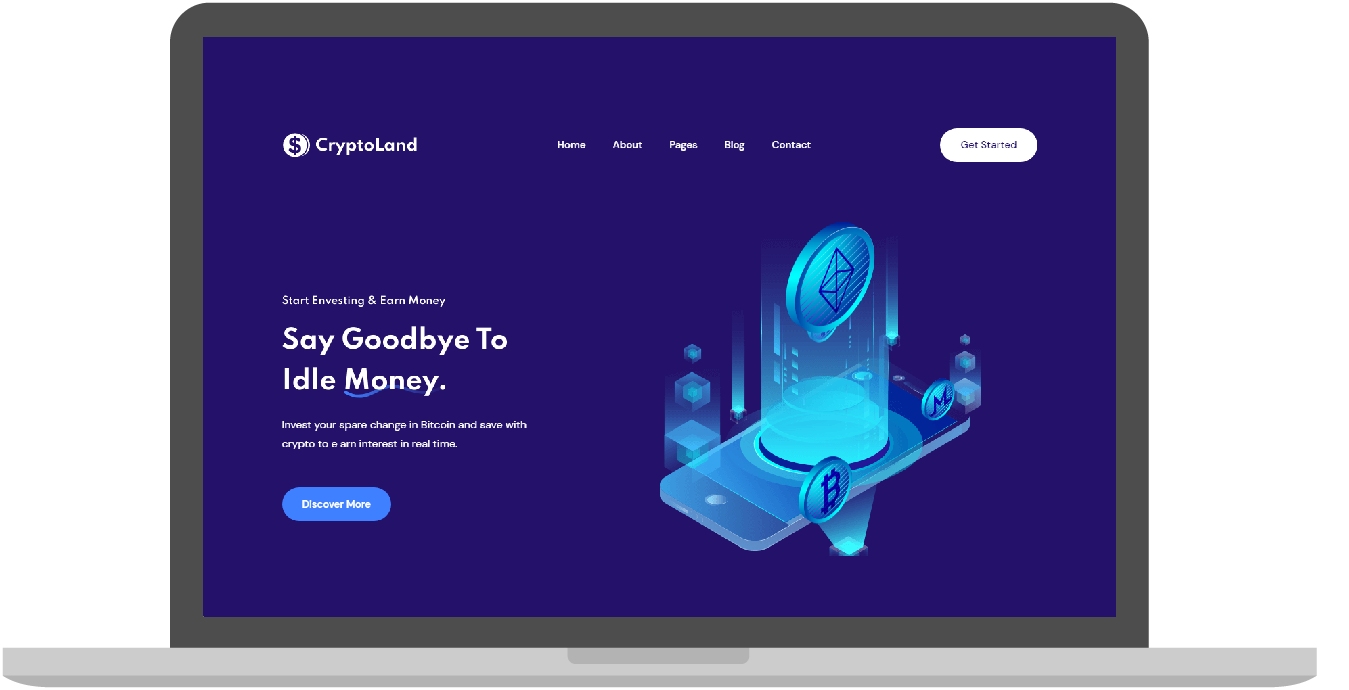 CryptoLand
Home About Pages Blog Contact
Get Started
Start Envesting & Earn Money
Say Goodbye To
Idle Money.
Invest your spare change in Bitcoin and save with
crypto to e arn interest in real time.
Discover More